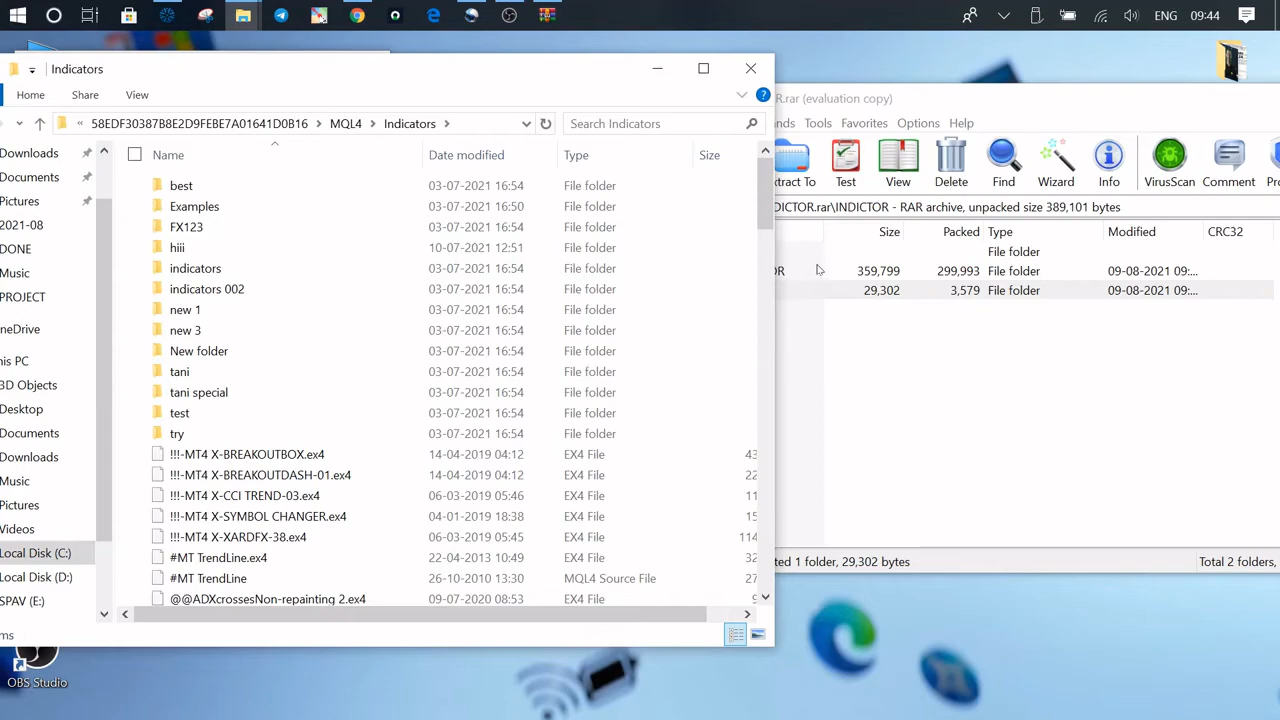 ENG 09:44
Indicators
Home Share View
« 58EDF30387B8E2D9FEBE7A01641D0B16 > MQL4 > Indicators >
Search Indicators
Downloads
Documents
Pictures
2021-08
DONE
Music
PROJECT
neDrive
his PC
3D Objects
Desktop
Documents
Downloads
Music
Pictures
Videos
Local Disk (C:)
Local Disk (D:)
SPAV (E:)
ms
Name Date modified Type Size
best 03-07-2021 16:54 File folder
Examples 03-07-2021 16:50 File folder
FX123 03-07-2021 16:54 File folder
hiii 10-07-2021 12:51 File folder
indicators 03-07-2021 16:54 File folder
indicators 002 03-07-2021 16:54 File folder
new 1 03-07-2021 16:54 File folder
new 3 03-07-2021 16:54 File folder
New folder 03-07-2021 16:54 File folder
tani 03-07-2021 16:54 File folder
tani special 03-07-2021 16:54 File folder
test 03-07-2021 16:54 File folder
try 03-07-2021 16:54 File folder
!!!-MT4 X-BREAKOUTBOX.ex4 14-04-2019 04:12 EX4 File 43
!!!-MT4 X-BREAKOUTDASH-01.ex4 14-04-2019 04:12 EX4 File 22
!!!-MT4 X-CCI TREND-03.ex4 06-03-2019 05:46 EX4 File 11
!!!-MT4 X-SYMBOL CHANGER.ex4 04-01-2019 18:38 EX4 File 15
!!!-MT4 X-XARDFX-38.ex4 06-03-2019 05:45 EX4 File 114
#MT TrendLine.ex4 22-04-2013 10:49 EX4 File 32
#MT TrendLine 26-10-2010 13:30 MQL4 Source File 27
@@ADXcrossesNon-repainting 2.ex4 09-07-2020 08:53 EX4 File 9
R.rar (evaluation copy)
nds Tools Favorites Options Help
xtract To Test View Delete Find Wizard Info VirusScan Comment Pro
DICTOR.rar\INDICTOR - RAR archive, unpacked size 389,101 bytes
Size Packed Type Modified CRC32
File folder
OR 359,799 299,993 File folder 09-08-2021 09:...
29,302 3,579 File folder 09-08-2021 09:...
ted 1 folder, 29,302 bytes
Total 2 folders,
OBS Studio